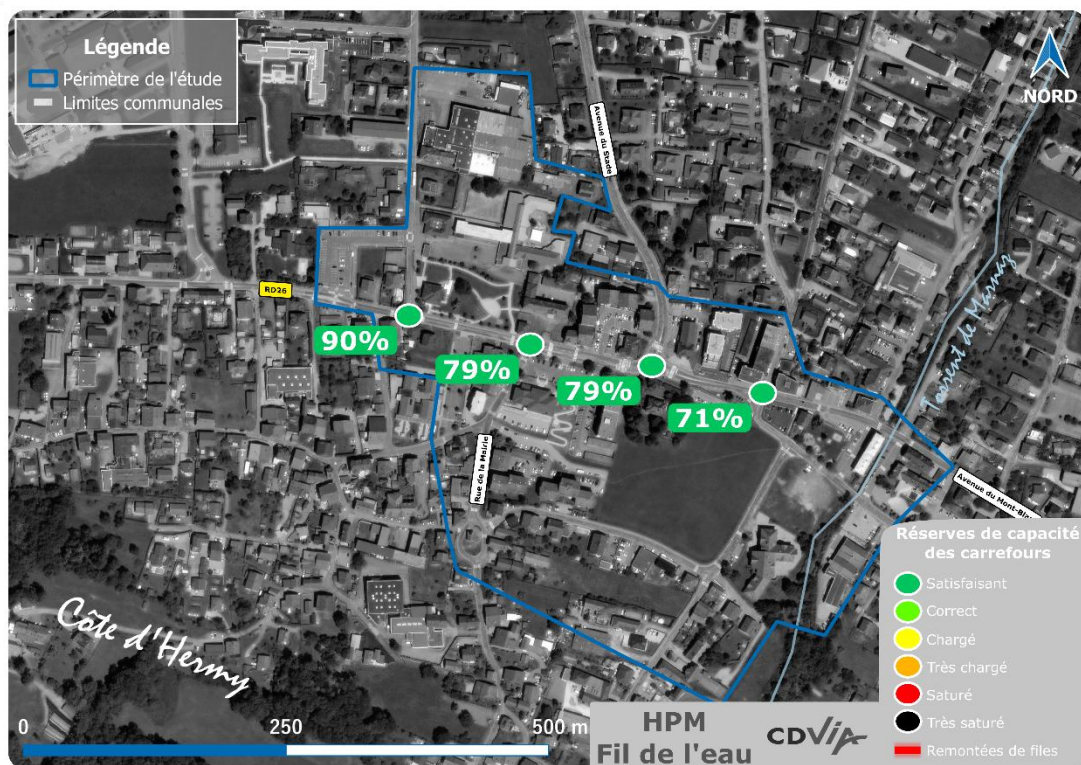 Légende
Périmètre de l'étude
Limites communales
NORD
Avenue du Stade
RD26
90%
79%
79%
71%
Torrent de Marnaz
Rue de la Mairie
Avenue du Mont-Bla
Côte d'Hermy
Réserves de capacité
des carrefours
Satisfaisant
Correct
Chargé
Très chargé
Saturé
Très saturé
Remontées de files
0
250
500 m
HPM
Fil de l'eau
CDVIA